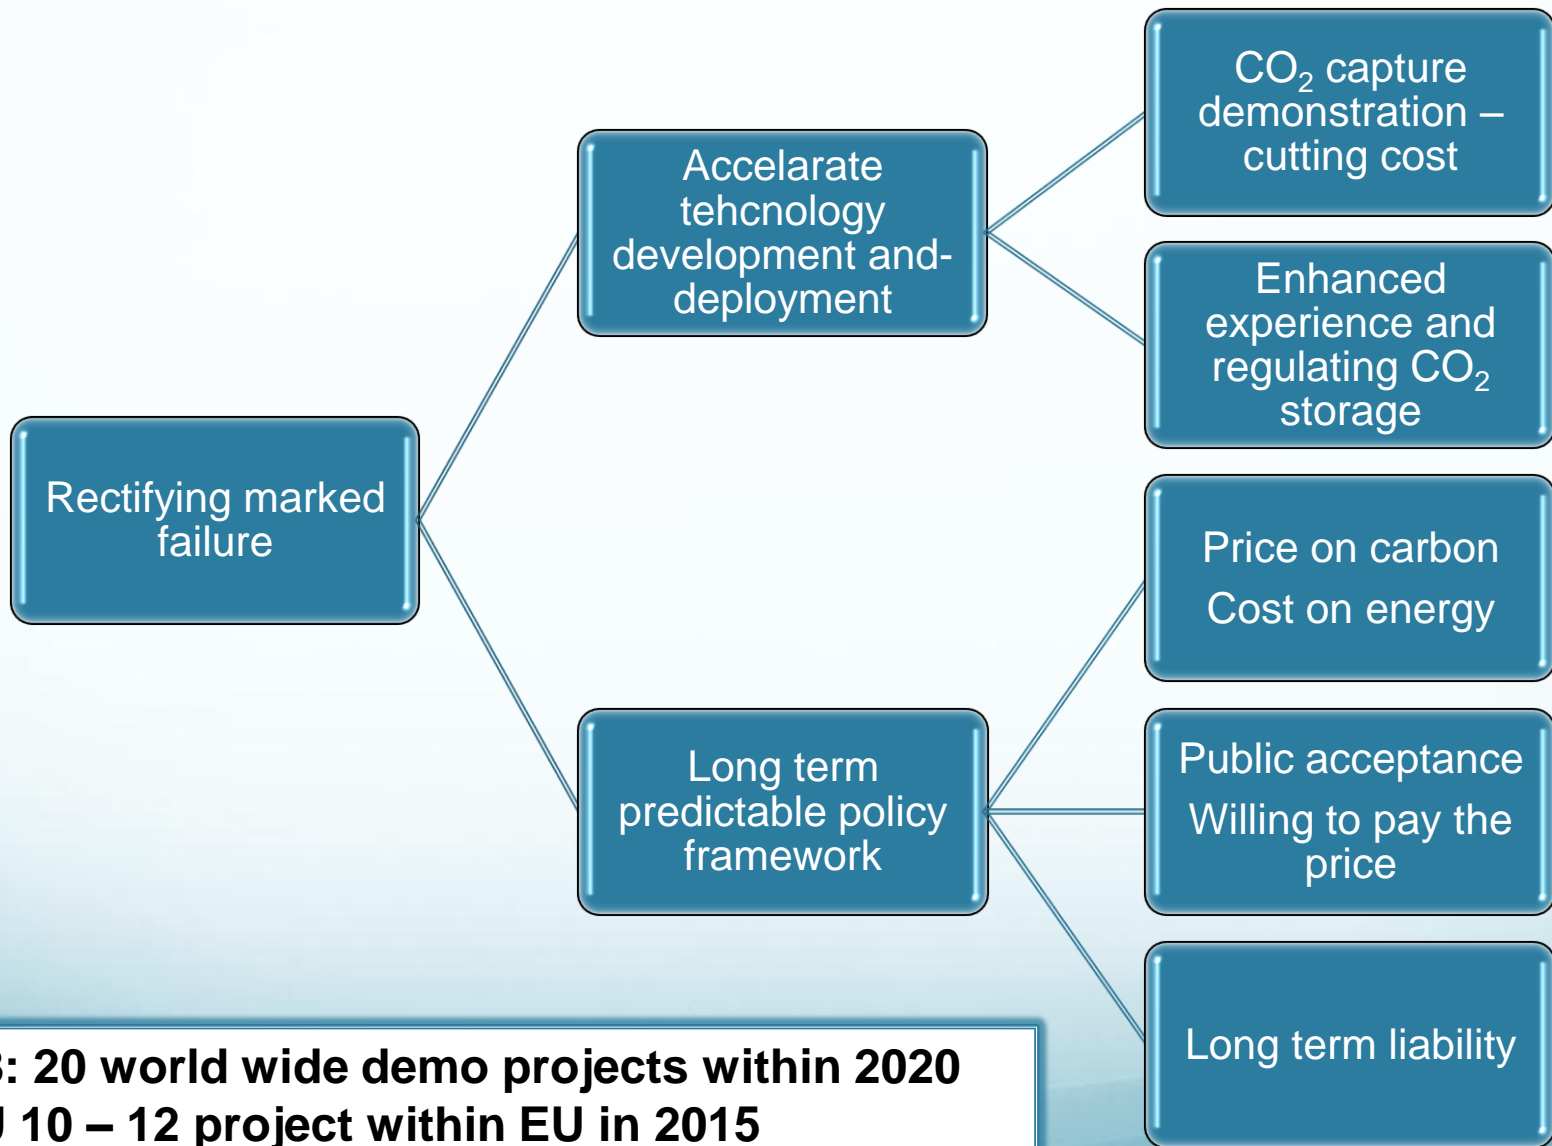 Rectifying marked
failure
Accelarate
tehcnology
development and-
deployment
Long term
predictable policy
framework
CO₂ capture
demonstration –
cutting cost
Enhanced
experience and
regulating CO₂
storage
Price on carbon
Cost on energy
Public acceptance
Willing to pay the
price
Long term liability
: 20 world wide demo projects within 2020
10 – 12 project within EU in 2015